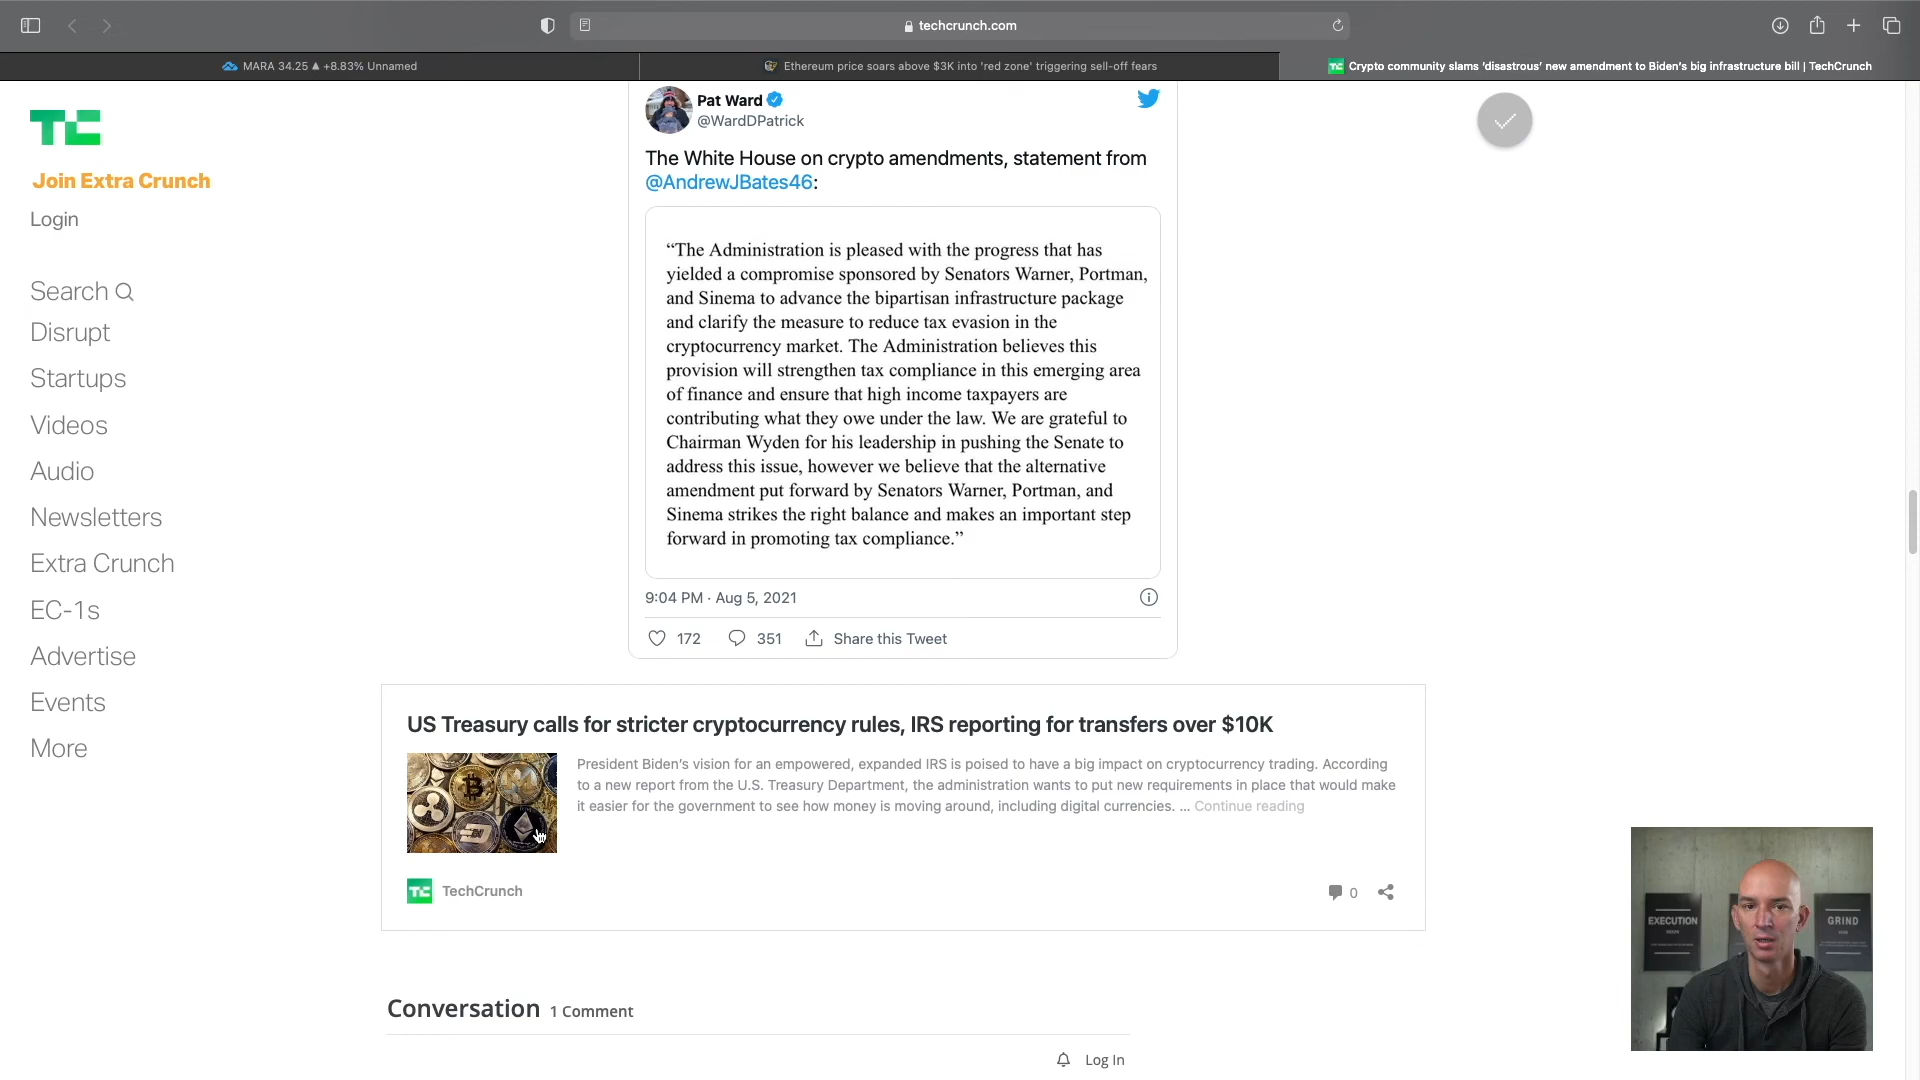 techcrunch.com
MARA 34.25 ▲ +8.83% Unnamed
Ethereum price soars above $3K into 'red zone' triggering sell-off fears
Crypto community slams 'disastrous' new amendment to Biden's big infrastructure bill | TechCrunch
Join Extra Crunch
Login
Search
Disrupt
Startups
Videos
Audio
Newsletters
Extra Crunch
EC-1s
Advertise
Events
More
Pat Ward
@WardDPatrick
The White House on crypto amendments, statement from
@AndrewJBates46:
“The Administration is pleased with the progress that has
yielded a compromise sponsored by Senators Warner, Portman,
and Sinema to advance the bipartisan infrastructure package
and clarify the measure to reduce tax evasion in the
cryptocurrency market. The Administration believes this
provision will strengthen tax compliance in this emerging area
of finance and ensure that high income taxpayers are
contributing what they owe under the law. We are grateful to
Chairman Wyden for his leadership in pushing the Senate to
address this issue, however we believe that the alternative
amendment put forward by Senators Warner, Portman, and
Sinema strikes the right balance and makes an important step
forward in promoting tax compliance.”
9:04 PM · Aug 5, 2021
172 351 Share this Tweet
US Treasury calls for stricter cryptocurrency rules, IRS reporting for transfers over $10K
President Biden's vision for an empowered, expanded IRS is poised to have a big impact on cryptocurrency trading. According
to a new report from the U.S. Treasury Department, the administration wants to put new requirements in place that would make
it easier for the government to see how money is moving around, including digital currencies. ... Continue reading
TechCrunch
0
Conversation 1 Comment
Log In
EXECUTION
GRIND